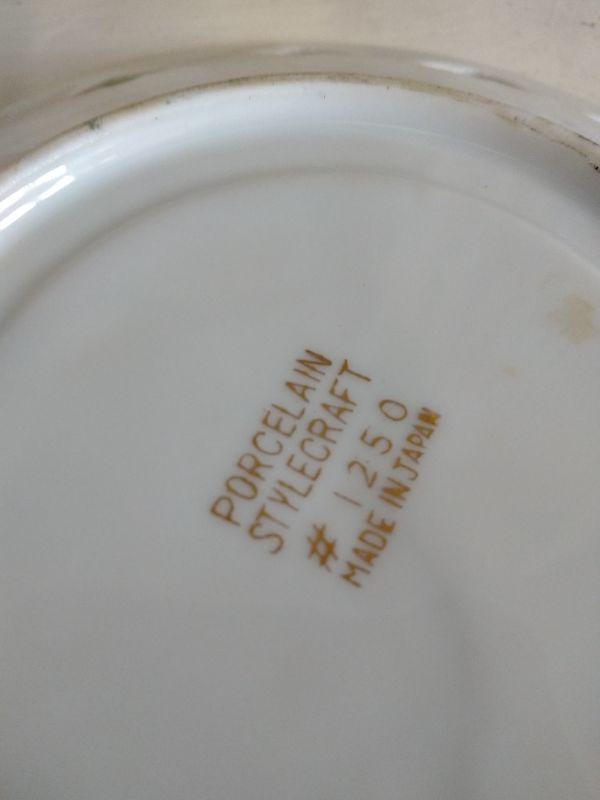 PORCELAIN
STYLECRAFT
# 1250
MADE IN JAPAN